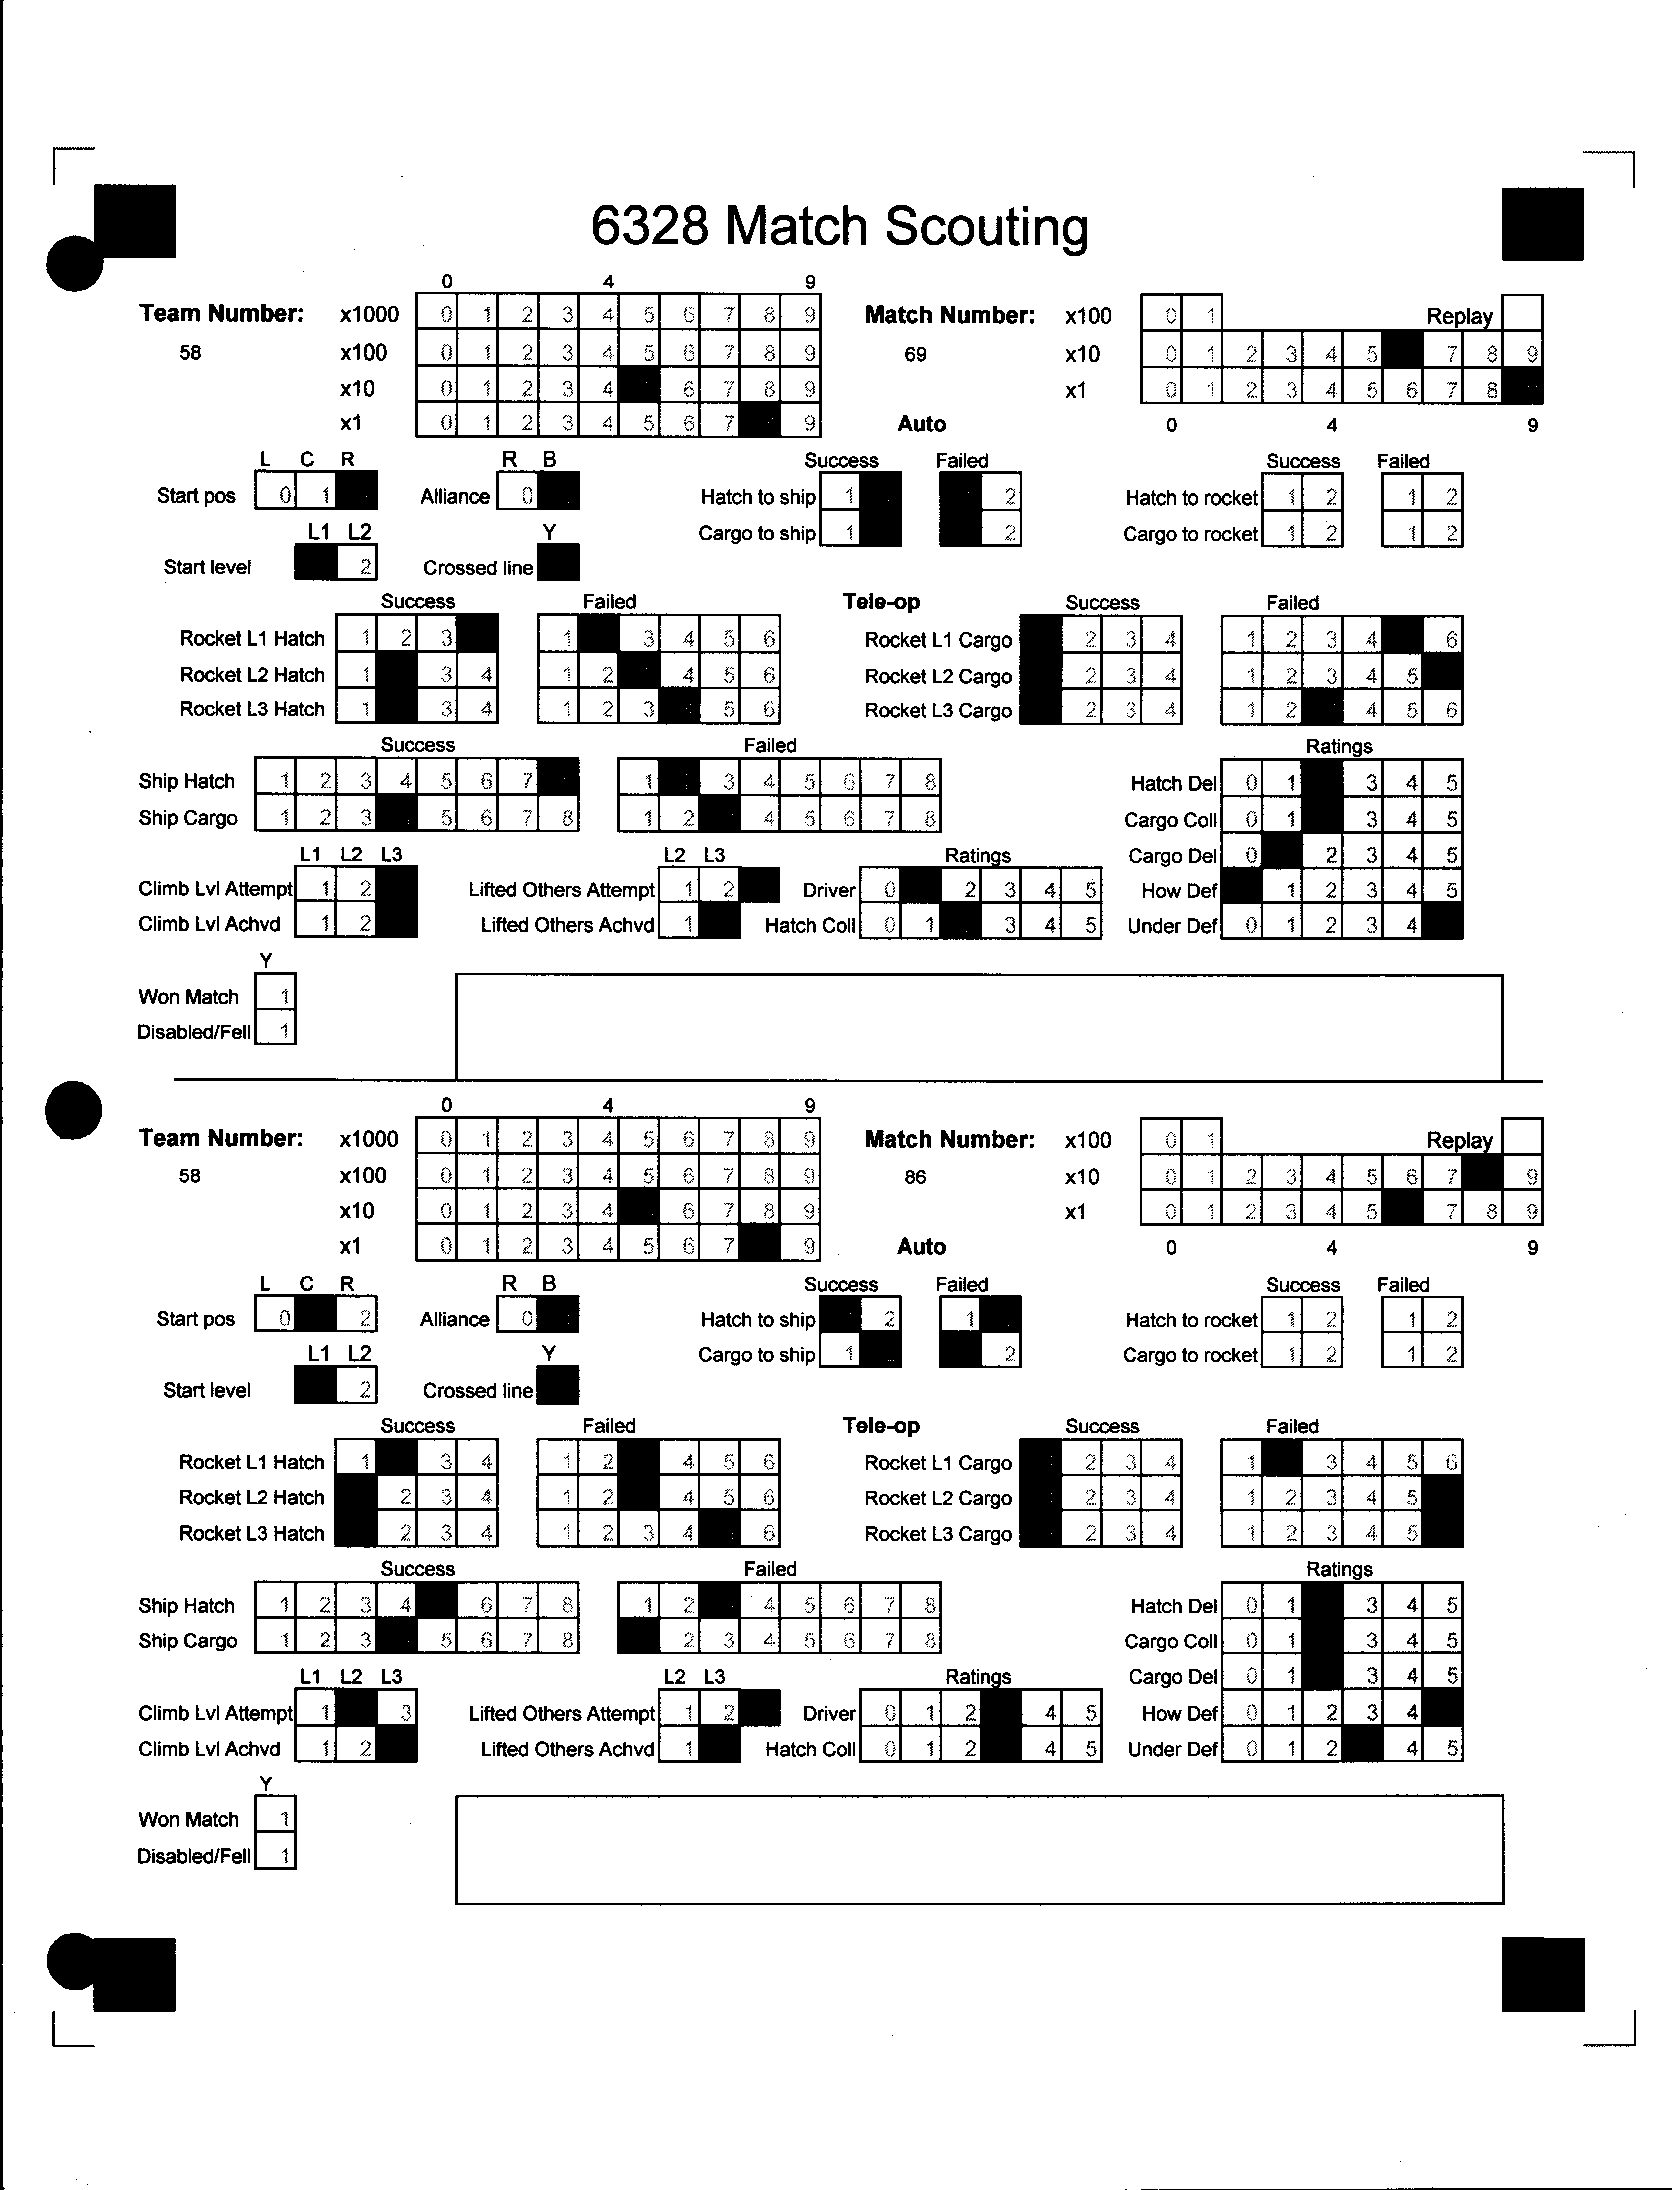 6328 Match Scouting
0 4 9
Team Number: x1000 0 1 2 3 4 5 6 7 8 9 Match Number: x100 0 1 Replay
58 x100 0 1 2 3 4 5 6 7 8 9 69 x10 0 1 2 3 4 5 7 8 9
x10 0 1 2 3 4 6 7 8 9 x1 0 1 2 3 4 5 6 7 8
x1 0 1 2 3 4 5 6 7 9 Auto 0 4 9
L C R R B Success Failed Success Failed
Start pos 0 1 Alliance 0 Hatch to ship 1 2 Hatch to rocket 1 2 1 2
L1 L2 Y Cargo to ship 1 2 Cargo to rocket 1 2 1 2
Start level 2 Crossed line
Success Failed Tele-op Success Failed
Rocket L1 Hatch 1 2 3 1 3 4 5 6 Rocket L1 Cargo 2 3 4 1 2 3 4 6
Rocket L2 Hatch 1 3 4 1 2 4 5 6 Rocket L2 Cargo 2 3 4 1 2 3 4 5
Rocket L3 Hatch 1 3 4 1 2 3 5 6 Rocket L3 Cargo 2 3 4 1 2 4 5 6
Success Failed Ratings
Ship Hatch 1 2 3 4 5 6 7 1 3 4 5 6 7 8 Hatch Del 0 1 3 4 5
Ship Cargo 1 2 3 5 6 7 8 1 2 4 5 6 7 8 Cargo Coll 0 1 3 4 5
L1 L2 L3 L2 L3 Ratings Cargo Del 0 2 3 4 5
Climb Lvl Attempt 1 2 Lifted Others Attempt 1 2 Driver 0 2 3 4 5 How Def 1 2 3 4 5
Climb Lvl Achvd 1 2 Lifted Others Achvd 1 Hatch Coll 0 1 3 4 5 Under Def 0 1 2 3 4
Y
Won Match 1
Disabled/Fell 1
0 4 9
Team Number: x1000 0 1 2 3 4 5 6 7 8 9 Match Number: x100 0 1 Replay
58 x100 0 1 2 3 4 5 6 7 8 9 86 x10 0 1 2 3 4 5 6 7 9
x10 0 1 2 3 4 6 7 8 9 x1 0 1 2 3 4 5 7 8 9
x1 0 1 2 3 4 5 6 7 9 Auto 0 4 9
L C R R B Success Failed Success Failed
Start pos 0 2 Alliance 0 Hatch to ship 2 1 Hatch to rocket 1 2 1 2
L1 L2 Y Cargo to ship 1 2 Cargo to rocket 1 2 1 2
Start level 2 Crossed line
Success Failed Tele-op Success Failed
Rocket L1 Hatch 1 3 4 1 2 4 5 6 Rocket L1 Cargo 2 3 4 1 3 4 5 6
Rocket L2 Hatch 2 3 4 1 2 4 5 6 Rocket L2 Cargo 2 3 4 1 2 3 4 5
Rocket L3 Hatch 2 3 4 1 2 3 4 6 Rocket L3 Cargo 2 3 4 1 2 3 4 5
Success Failed Ratings
Ship Hatch 1 2 3 4 6 7 8 1 2 4 5 6 7 8 Hatch Del 0 1 3 4 5
Ship Cargo 1 2 3 5 6 7 8 2 3 4 5 6 7 8 Cargo Coll 0 1 3 4 5
L1 L2 L3 L2 L3 Ratings Cargo Del 0 1 3 4 5
Climb Lvl Attempt 1 3 Lifted Others Attempt 1 2 Driver 0 1 2 4 5 How Def 0 1 2 3 4
Climb Lvl Achvd 1 2 Lifted Others Achvd 1 Hatch Coll 0 1 2 4 5 Under Def 0 1 2 4 5
Y
Won Match 1
Disabled/Fell 1